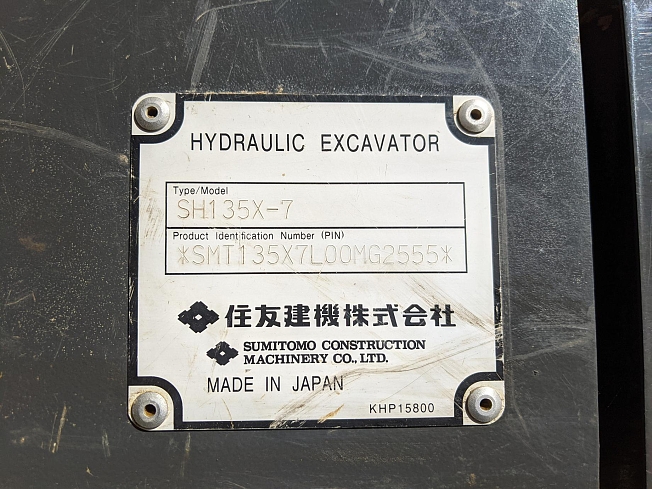 HYDRAULIC EXCAVATOR
Type/Model
SH135X-7
Product Identification Number (PIN)
*SMT135X7L00MG2555*
住友建機株式会社
SUMITOMO CONSTRUCTION
MACHINERY CO., LTD.
MADE IN JAPAN
KHP15800